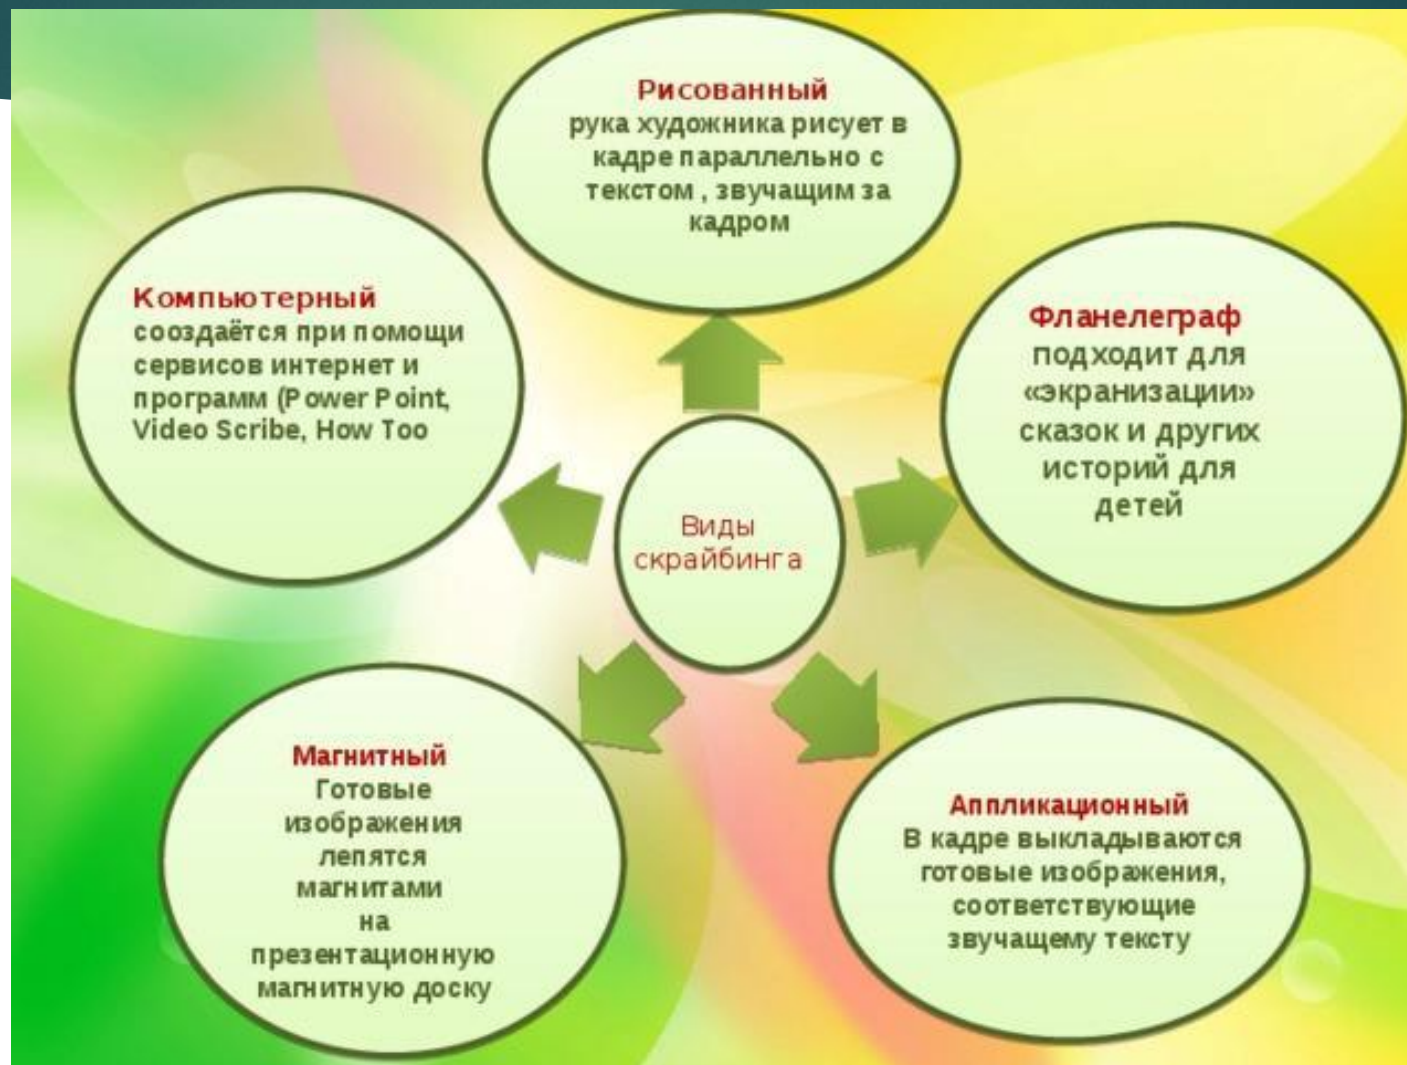 Рисованный
рука художника рисует в
кадре параллельно с
текстом , звучащим за
кадром
Компьютерный
сооздаётся при помощи
сервисов интернет и
программ (Power Point,
Video Scribe, How Too
Фланелеграф
подходит для
«экранизации»
сказок и других
историй для
детей
Виды
скрайбинга
Магнитный
Готовые
изображения
лепятся
магнитами
на
презентационную
магнитную доску
Аппликационный
В кадре выкладываются
готовые изображения,
соответствующие
звучащему тексту